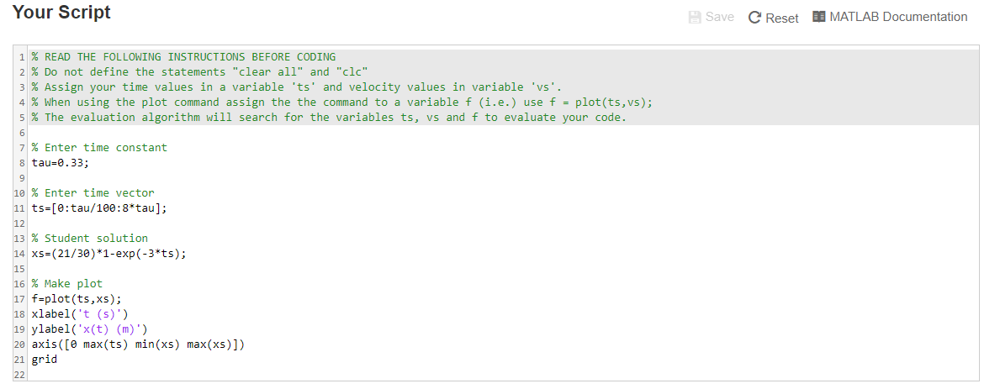 Your Script
Save Reset MATLAB Documentation
1 % READ THE FOLLOWING INSTRUCTIONS BEFORE CODING
2 % Do not define the statements "clear all" and "clc"
3 % Assign your time values in a variable 'ts' and velocity values in variable 'vs'.
4 % When using the plot command assign the the command to a variable f (i.e.) use f = plot(ts,vs);
5 % The evaluation algorithm will search for the variables ts, vs and f to evaluate your code.
6
7 % Enter time constant
8 tau=0.33;
9
10 % Enter time vector
11 ts=[0:tau/100:8*tau];
12
13 % Student solution
14 xs=(21/30)*1-exp(-3*ts);
15
16 % Make plot
17 f=plot(ts,xs);
18 xlabel('t (s)')
19 ylabel('x(t) (m)')
20 axis([0 max(ts) min(xs) max(xs)])
21 grid
22